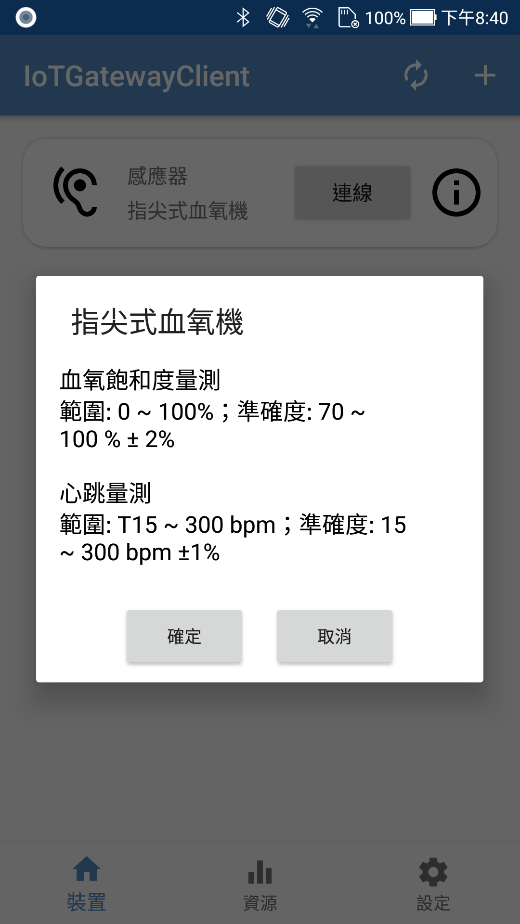 100% 下午8:40
IoTGatewayClient
感應器
指尖式血氧機
連線
指尖式血氧機
血氧飽和度量測
範圍: 0 ~ 100%；準確度: 70 ~
100 % ± 2%
心跳量測
範圍: T15 ~ 300 bpm；準確度: 15
~ 300 bpm ±1%
確定 取消
裝置 資源 設定